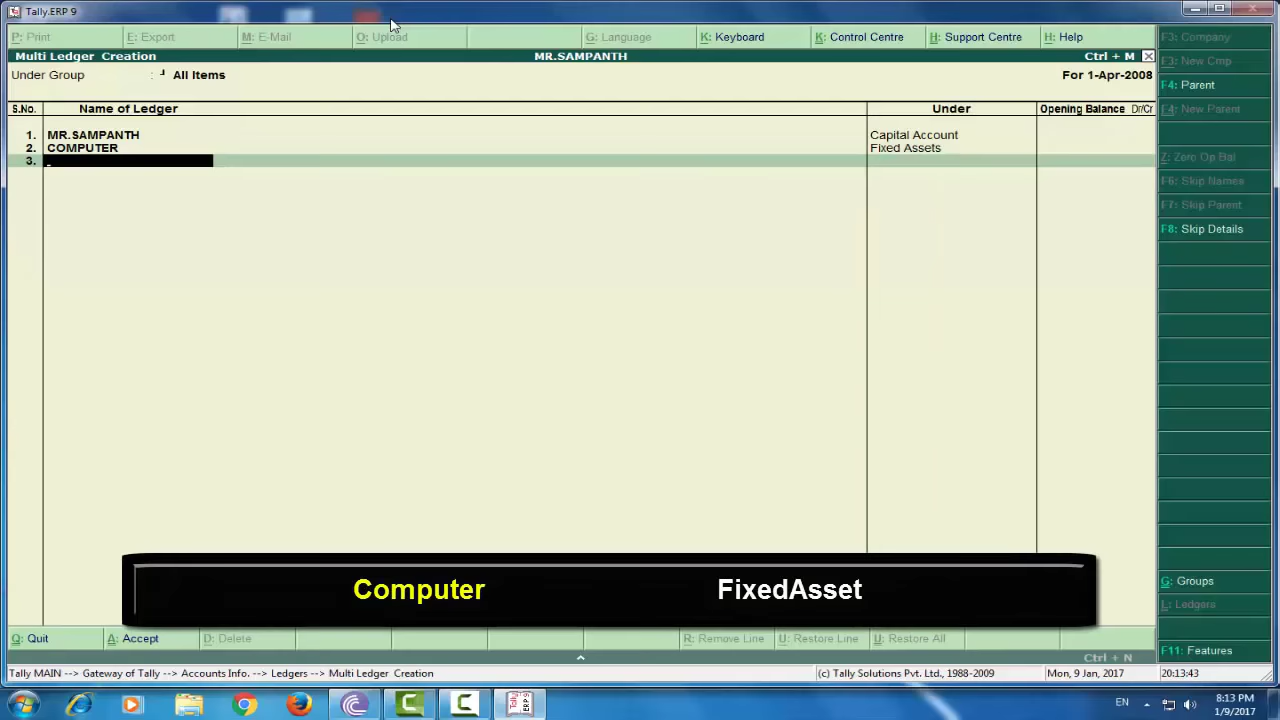 Tally.ERP 9
P: Print E: Export M: E-Mail O: Upload G: Language K: Keyboard K: Control Centre H: Support Centre H: Help
Multi Ledger Creation MR.SAMPANTH Ctrl + M
Under Group : All Items For 1-Apr-2008
S.No. Name of Ledger Under Opening Balance Dr/Cr
1. MR.SAMPANTH Capital Account
2. COMPUTER Fixed Assets
3.
F3: Company
F3: New Cmp
F4: Parent
F4: New Parent
Z: Zero Op Bal
F6: Skip Names
F7: Skip Parent
F8: Skip Details
G: Groups
L: Ledgers
F11: Features
Computer FixedAsset
Q: Quit A: Accept D: Delete R: Remove Line U: Restore Line U: Restore All
Ctrl + N
Tally MAIN --> Gateway of Tally --> Accounts Info. --> Ledgers --> Multi Ledger Creation (c) Tally Solutions Pvt. Ltd., 1988-2009 Mon, 9 Jan, 2017 20:13:43
EN 8:13 PM
1/9/2017